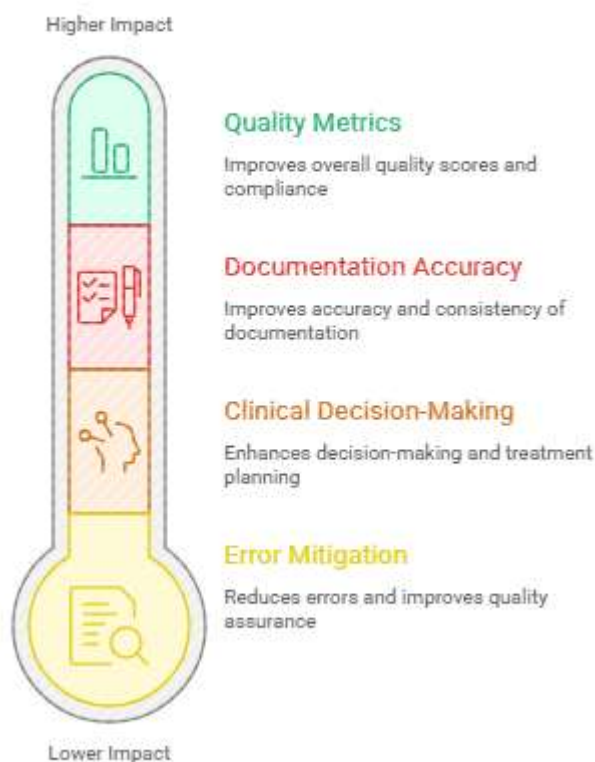 Higher Impact
Quality Metrics
Improves overall quality scores and
compliance
Documentation Accuracy
Improves accuracy and consistency of
documentation
Clinical Decision-Making
Enhances decision-making and treatment
planning
Error Mitigation
Reduces errors and improves quality
assurance
Lower Impact